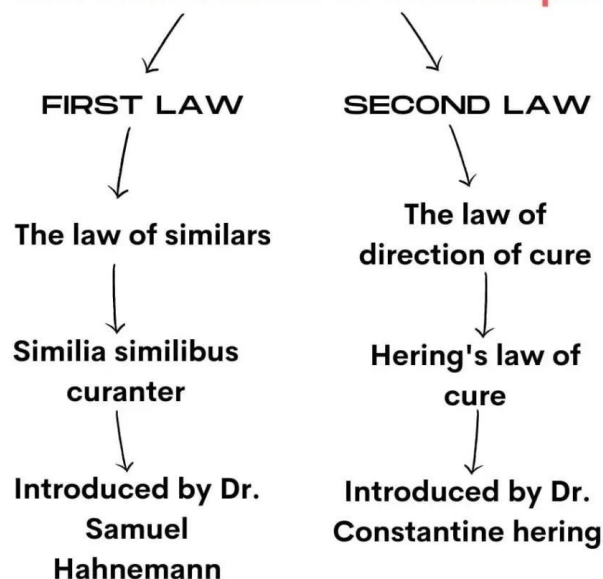 FIRST LAW
The law of similars
Similia similibus
curanter
Introduced by Dr.
Samuel
Hahnemann
SECOND LAW
The law of
direction of cure
Hering's law of
cure
Introduced by Dr.
Constantine hering